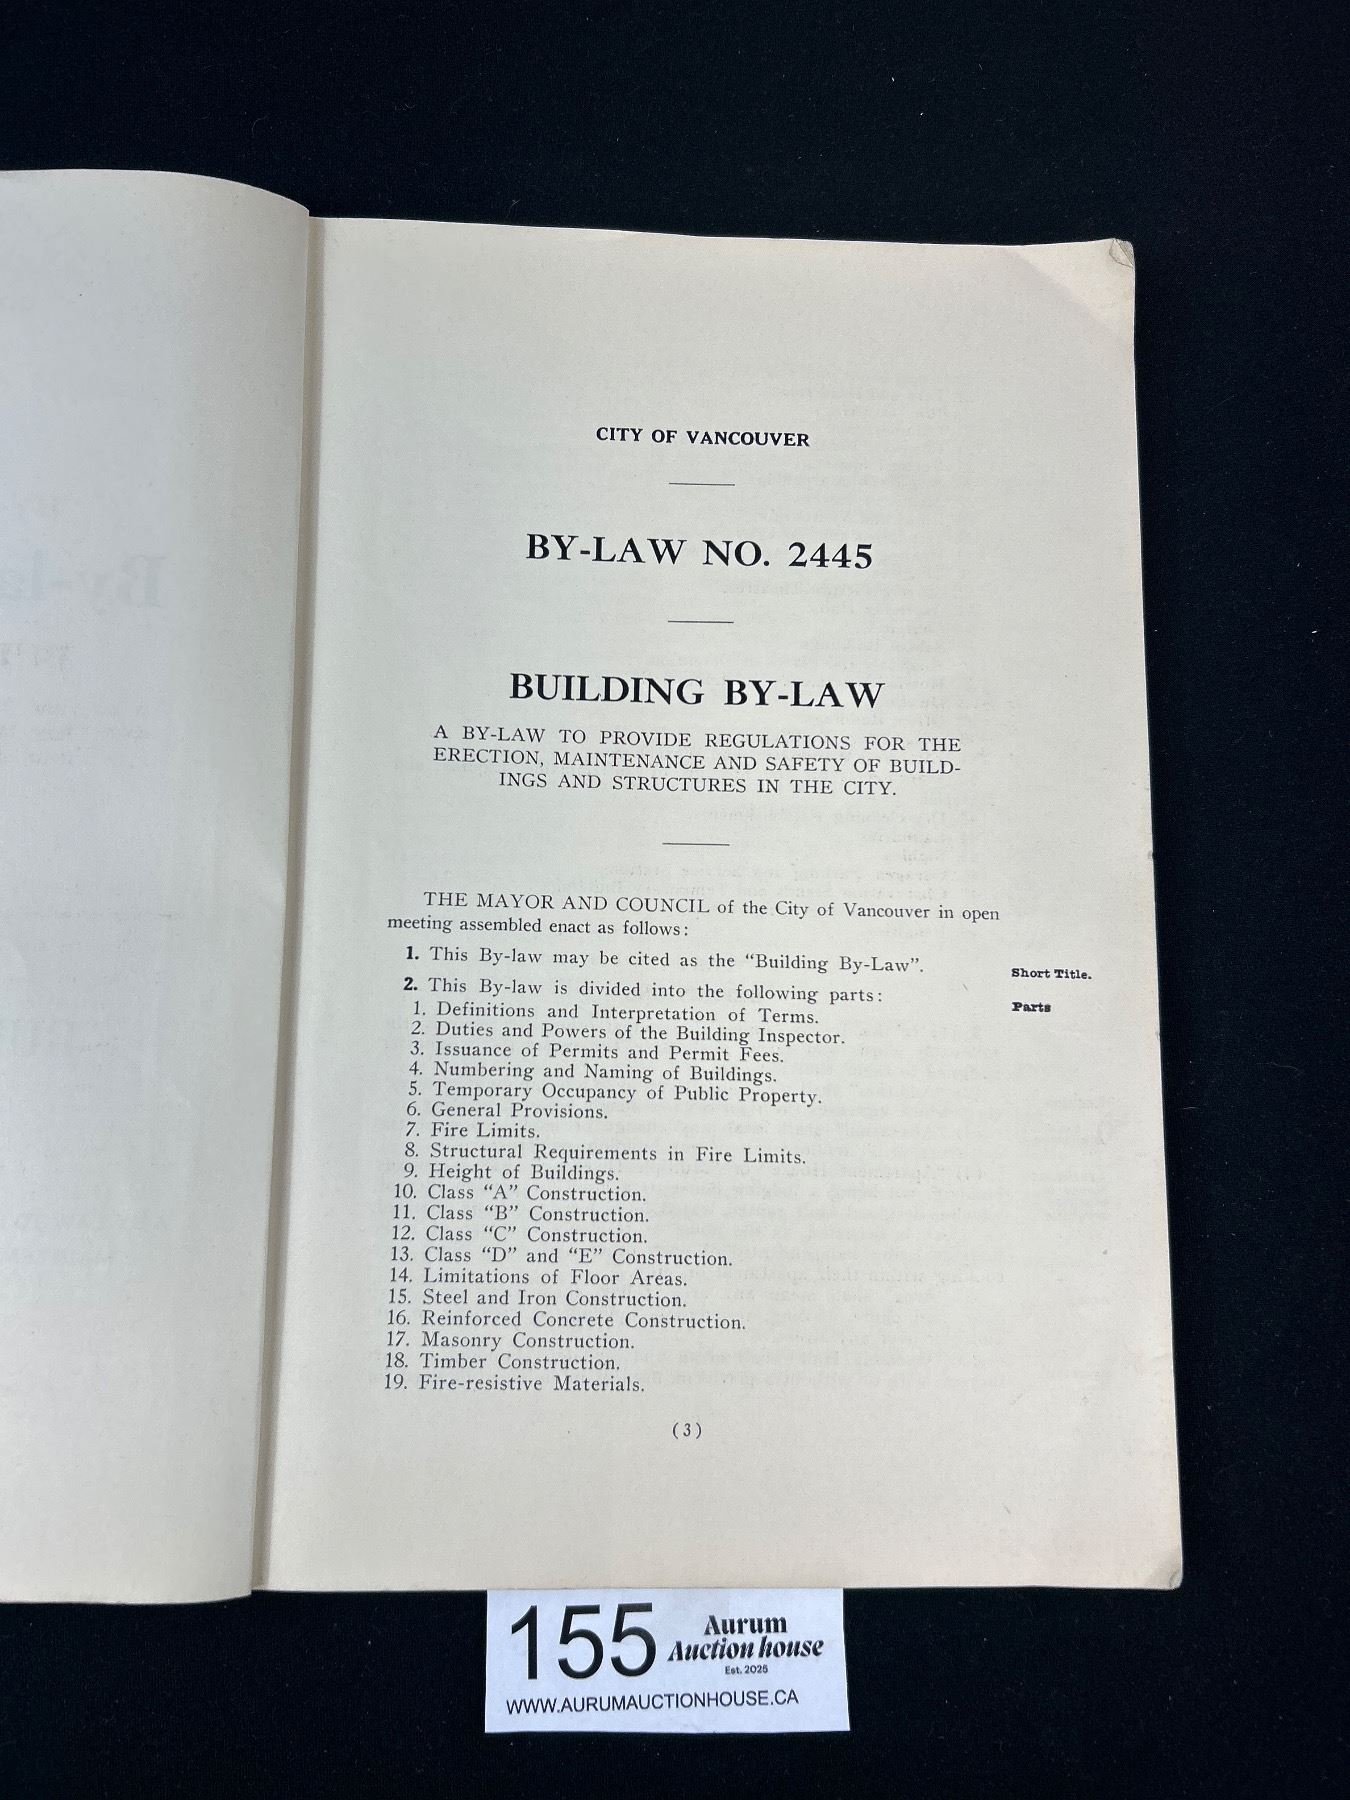 CITY OF VANCOUVER
BY-LAW NO. 2445
BUILDING BY-LAW
A BY-LAW TO PROVIDE REGULATIONS FOR THE
ERECTION, MAINTENANCE AND SAFETY OF BUILD-
INGS AND STRUCTURES IN THE CITY.
THE MAYOR AND COUNCIL of the City of Vancouver in open
meeting assembled enact as follows:
1. This By-law may be cited as the “Building By-Law”.
Short Title.
2. This By-law is divided into the following parts:
Parts
1. Definitions and Interpretation of Terms.
2. Duties and Powers of the Building Inspector.
3. Issuance of Permits and Permit Fees.
4. Numbering and Naming of Buildings.
5. Temporary Occupancy of Public Property.
6. General Provisions.
7. Fire Limits.
8. Structural Requirements in Fire Limits.
9. Height of Buildings.
10. Class “A” Construction.
11. Class “B” Construction.
12. Class “C” Construction.
13. Class “D” and “E” Construction.
14. Limitations of Floor Areas.
15. Steel and Iron Construction.
16. Reinforced Concrete Construction.
17. Masonry Construction.
18. Timber Construction.
19. Fire-resistive Materials.
(3)
155
Aurum
Auction house
Est. 2025
WWW.AURUMAUCTIONHOUSE.CA